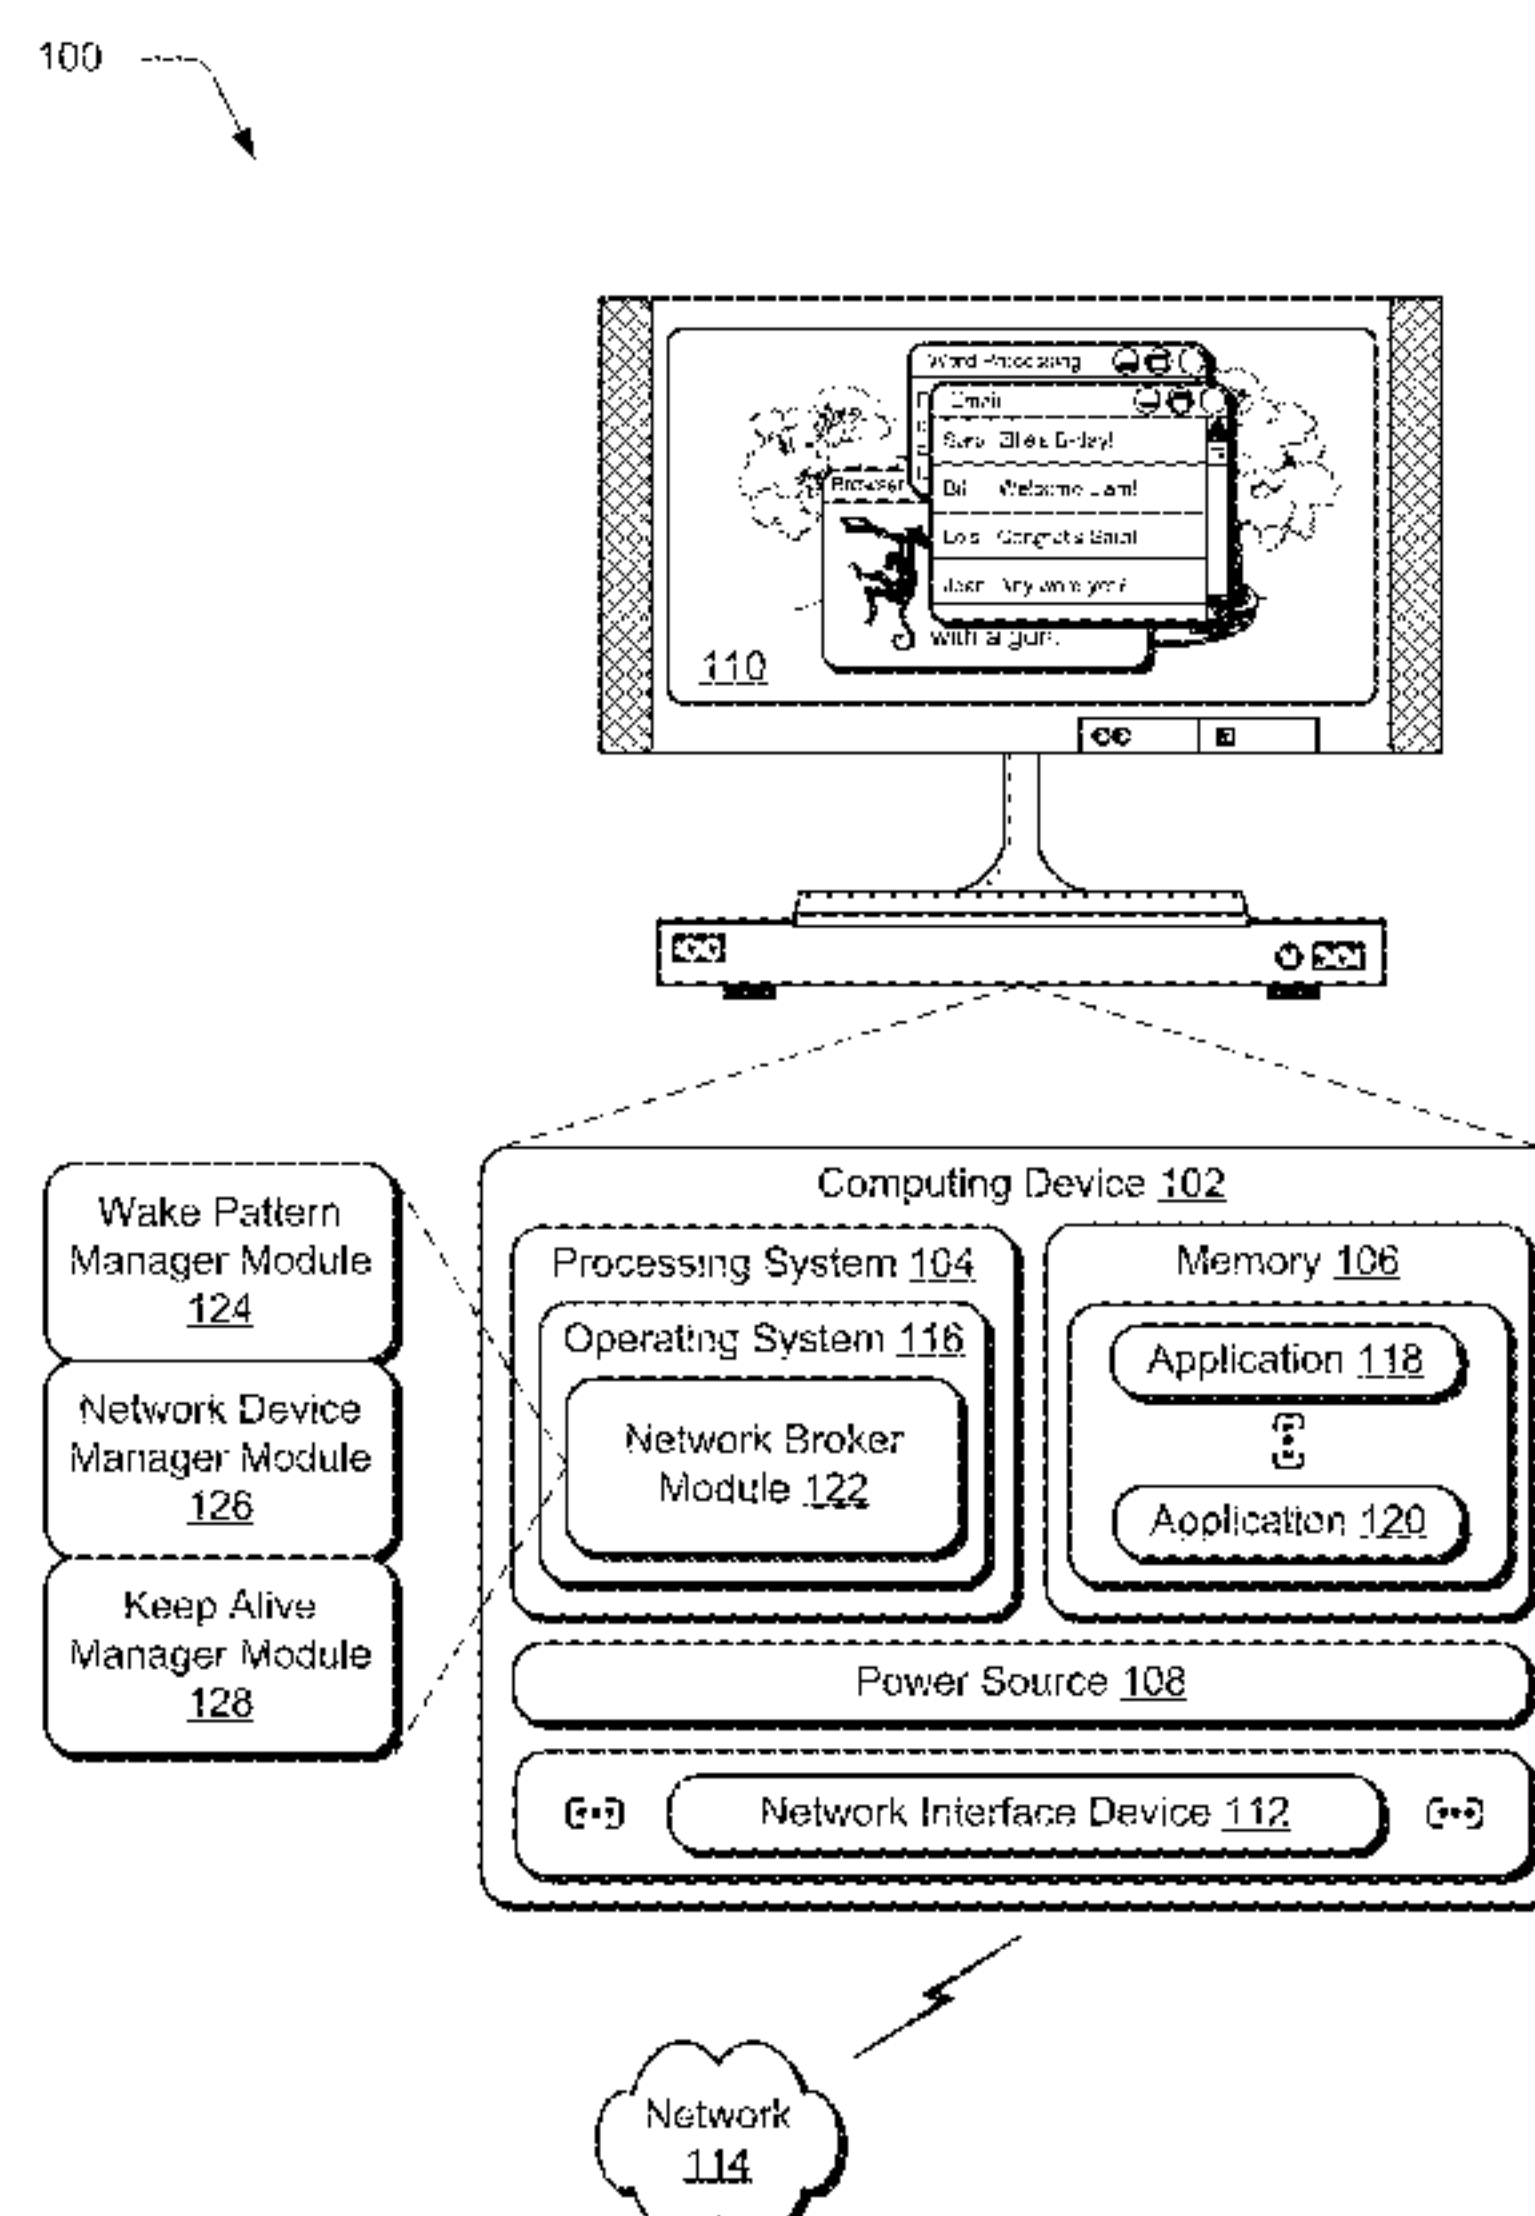 100
Word Processing
Email
Browser
Welcome
with a gun.
110
Computing Device 102
Wake Pattern
Manager Module
124
Network Device
Manager Module
126
Keep Alive
Manager Module
128
Processing System 104
Operating System 116
Network Broker
Module 122
Memory 106
Application 118
Application 120
Power Source 108
Network Interface Device 112
Network
114